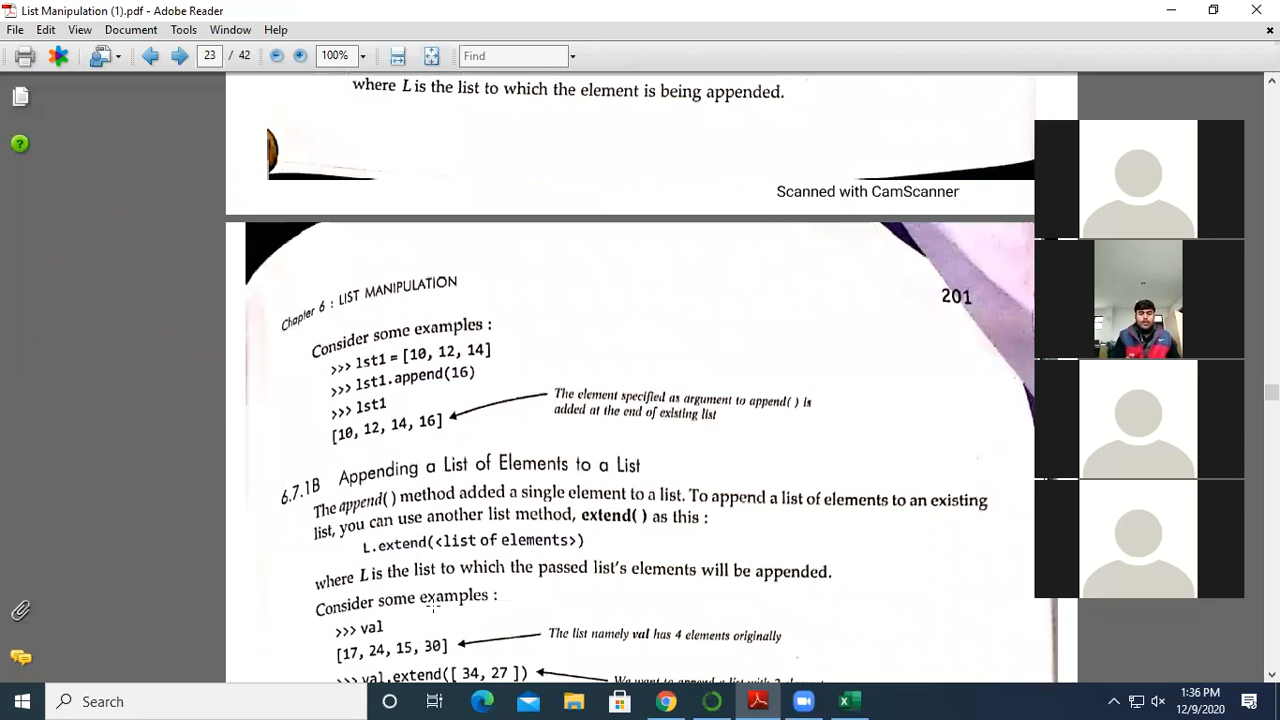 List Manipulation (1).pdf - Adobe Reader
File Edit View Document Tools Window Help
23 / 42 100% Find
where L is the list to which the element is being appended.
Scanned with CamScanner
Chapter 6 : LIST MANIPULATION
201
Consider some examples :
>>> lst1 = [10, 12, 14]
>>> lst1.append(16)
>>> lst1
[10, 12, 14, 16]
The element specified as argument to append( ) is
added at the end of existing list
6.7.1B Appending a List of Elements to a List
The append( ) method added a single element to a list. To append a list of elements to an existing
list, you can use another list method, extend( ) as this :
L.extend(<list of elements>)
where L is the list to which the passed list's elements will be appended.
Consider some examples :
>>> val
[17, 24, 15, 30]
The list namely val has 4 elements originally
>>> val.extend([ 34, 27 ])
We want to append a list with 2
Search
1:36 PM
12/9/2020